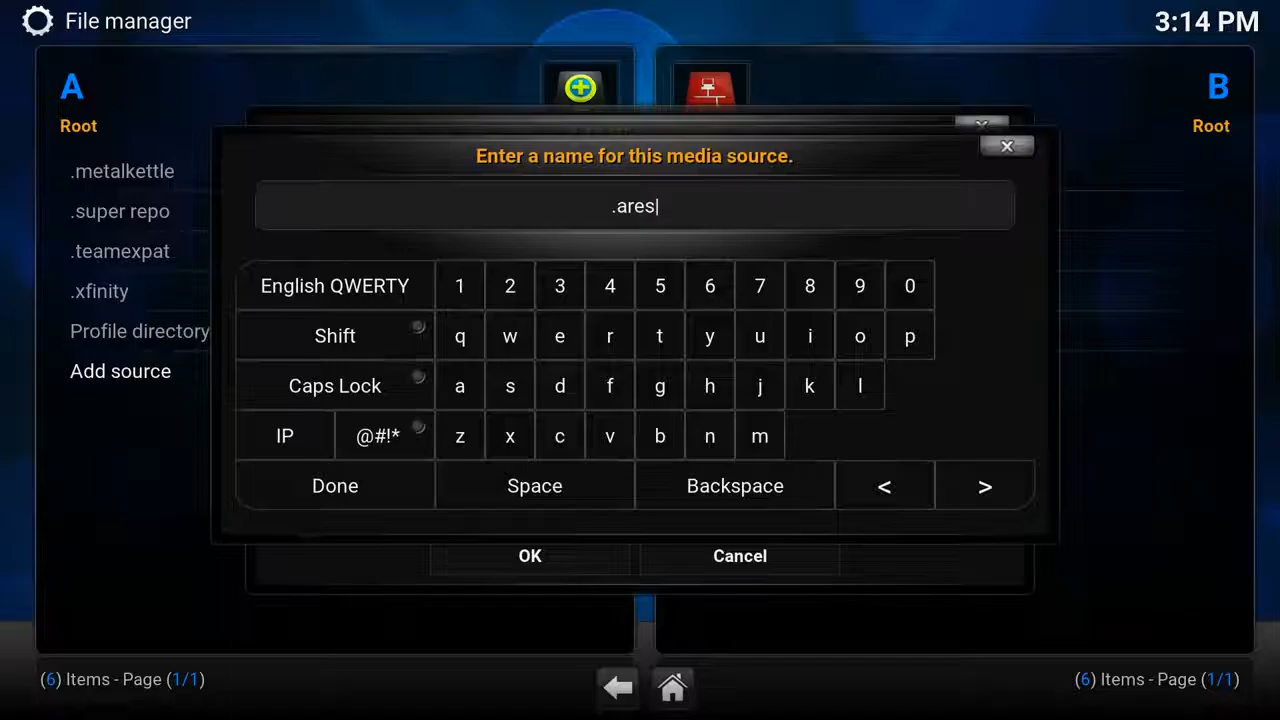 File manager
3:14 PM
A
B
Root
Root
.metalkettle
.super repo
.teamexpat
.xfinity
Profile directory
Add source
Enter a name for this media source.
.ares|
English QWERTY 1 2 3 4 5 6 7 8 9 0
Shift q w e r t y u i o p
Caps Lock a s d f g h j k l
IP @#!* z x c v b n m
Done Space Backspace < >
OK Cancel
(6) Items - Page (1/1)
(6) Items - Page (1/1)